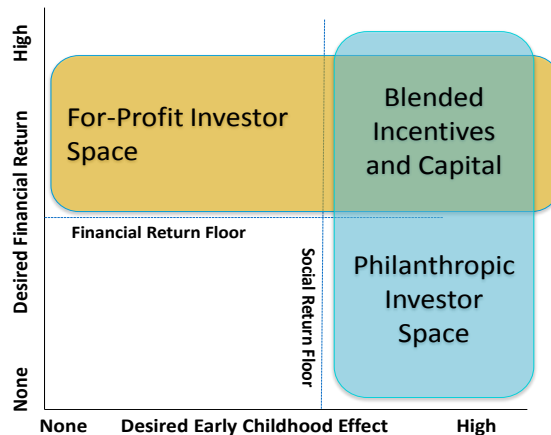 High
Desired Financial Return
None
For-Profit Investor
Space
Blended
Incentives
and Capital
Financial Return Floor
Social Return Floor
Philanthropic
Investor
Space
None
Desired Early Childhood Effect
High